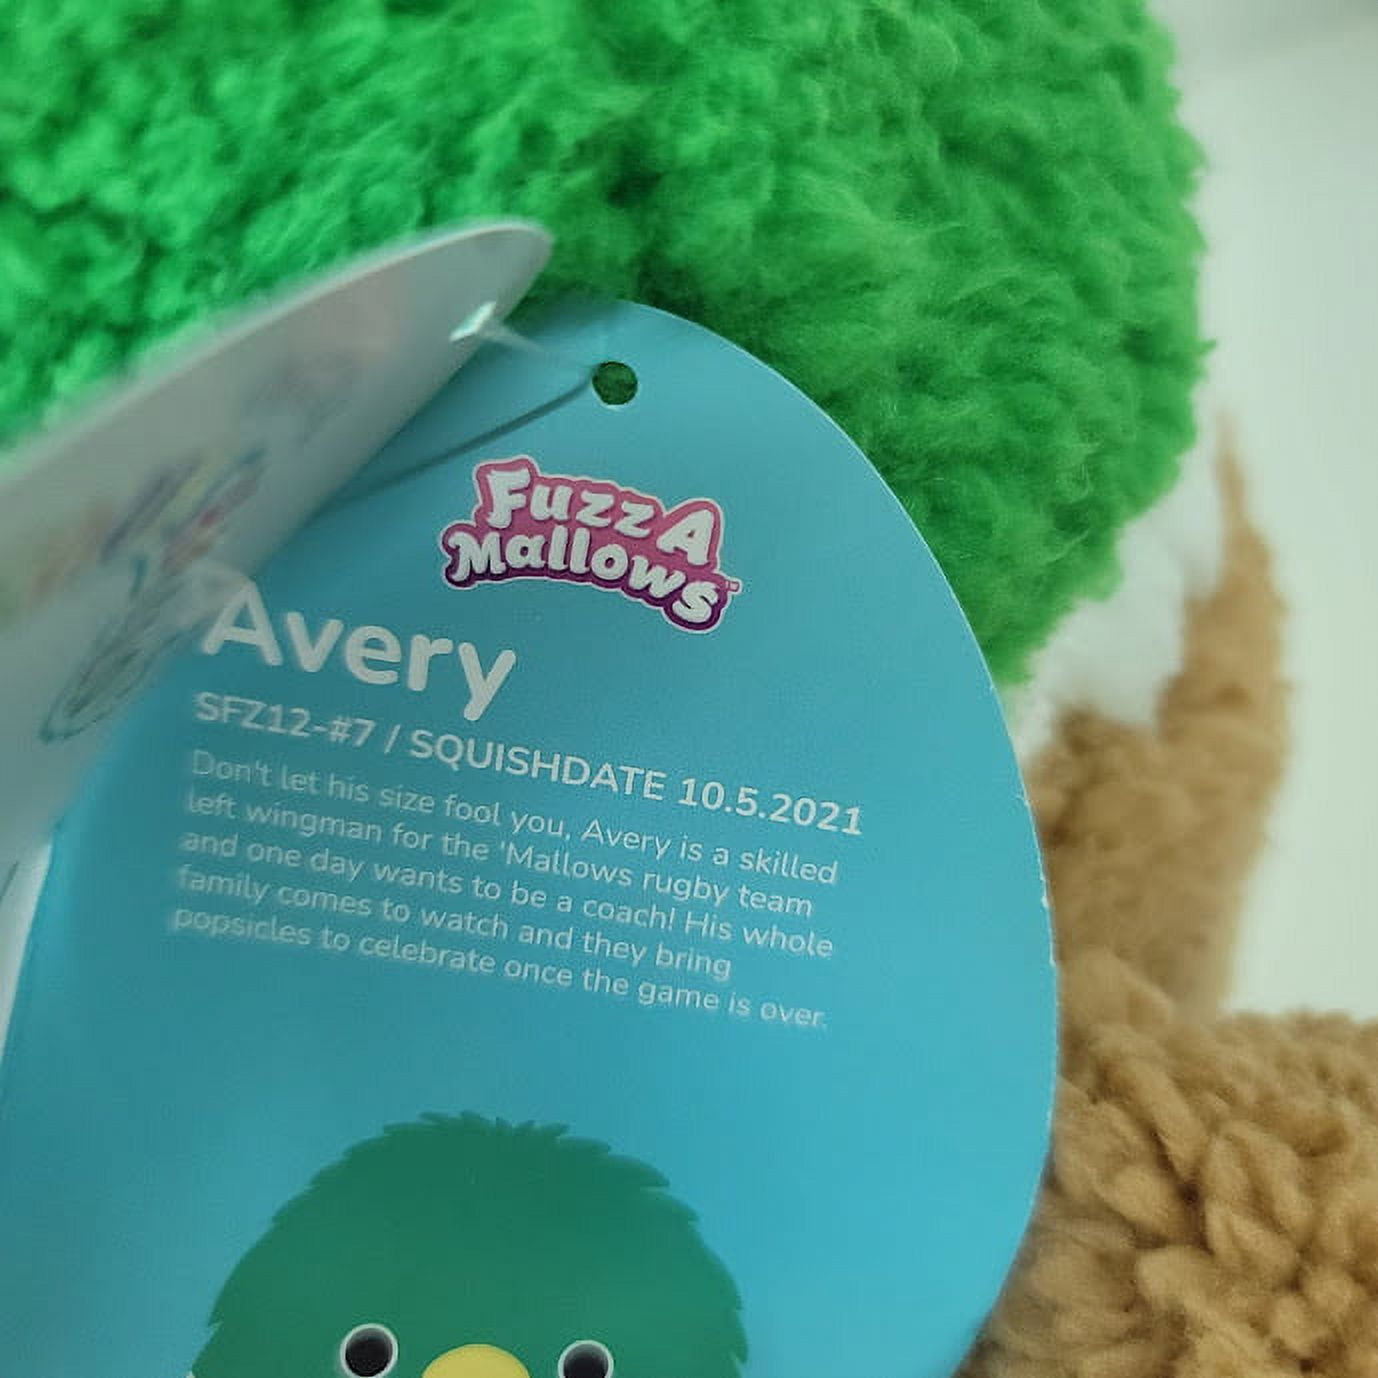 Fuzz A
Mallows™
Avery
SFZ12-#7 / SQUISHDATE 10.5.2021
Don't let his size fool you, Avery is a skilled
left wingman for the 'Mallows rugby team
and one day wants to be a coach! His whole
family comes to watch and they bring
popsicles to celebrate once the game is over.